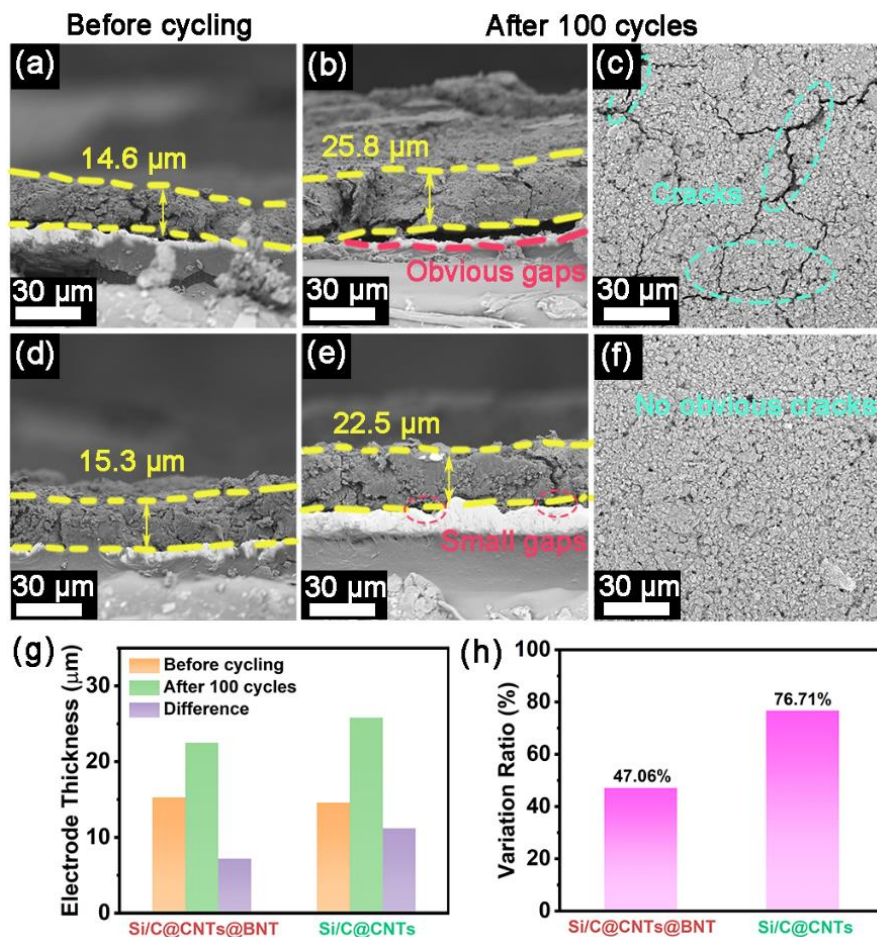 Before cycling
After 100 cycles
(a)
14.6 μm
30 μm
(b)
25.8 μm
Obvious gaps
30 μm
(c)
Cracks
30 μm
(d)
15.3 μm
30 μm
(e)
22.5 μm
Small gaps
30 μm
(f)
No obvious cracks
30 μm
(g)
Electrode Thickness (μm)
30
20
10
0
Before cycling
After 100 cycles
Difference
Si/C@CNTs@BNT
Si/C@CNTs
(h)
Variation Ratio (%)
100
80
60
40
20
0
47.06%
76.71%
Si/C@CNTs@BNT
Si/C@CNTs